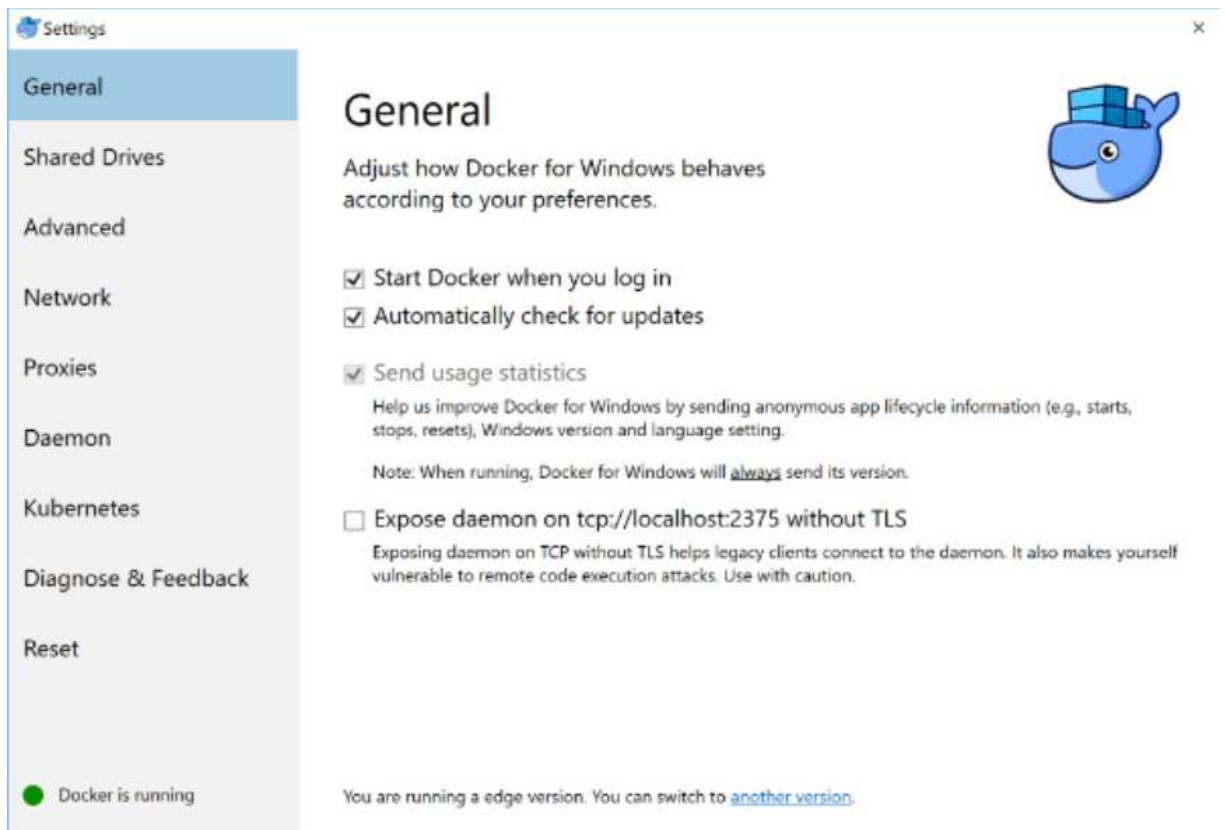 Settings
General
Shared Drives
Advanced
Network
Proxies
Daemon
Kubernetes
Diagnose & Feedback
Reset
Docker is running
General
Adjust how Docker for Windows behaves
according to your preferences.
Start Docker when you log in
Automatically check for updates
Send usage statistics
Help us improve Docker for Windows by sending anonymous app lifecycle information (e.g., starts,
stops, resets), Windows version and language setting.
Note: When running, Docker for Windows will always send its version.
Expose daemon on tcp://localhost:2375 without TLS
Exposing daemon on TCP without TLS helps legacy clients connect to the daemon. It also makes yourself
vulnerable to remote code execution attacks. Use with caution.
You are running a edge version. You can switch to another version.